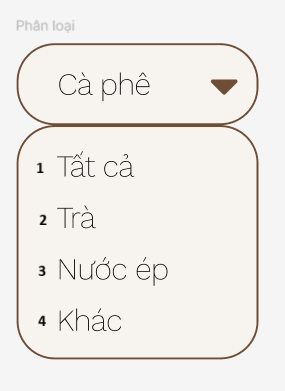 Phân loại
Cà phê
1 Tất cả
2 Trà
3 Nước ép
4 Khác